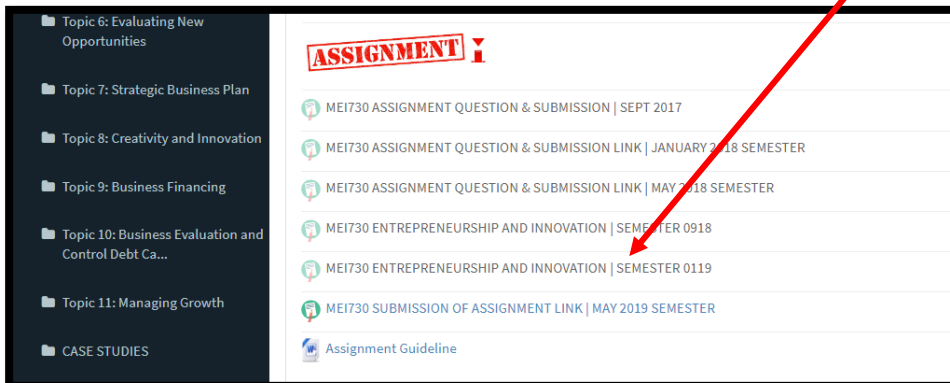 Topic 6: Evaluating New
Opportunities
Topic 7: Strategic Business Plan
Topic 8: Creativity and Innovation
Topic 9: Business Financing
Topic 10: Business Evaluation and
Control Debt Ca...
Topic 11: Managing Growth
CASE STUDIES
ASSIGNMENT
MEI730 ASSIGNMENT QUESTION & SUBMISSION | SEPT 2017
MEI730 ASSIGNMENT QUESTION & SUBMISSION LINK | JANUARY 2018 SEMESTER
MEI730 ASSIGNMENT QUESTION & SUBMISSION LINK | MAY 2018 SEMESTER
MEI730 ENTREPRENEURSHIP AND INNOVATION | SEMESTER 0918
MEI730 ENTREPRENEURSHIP AND INNOVATION | SEMESTER 0119
MEI730 SUBMISSION OF ASSIGNMENT LINK | MAY 2019 SEMESTER
Assignment Guideline